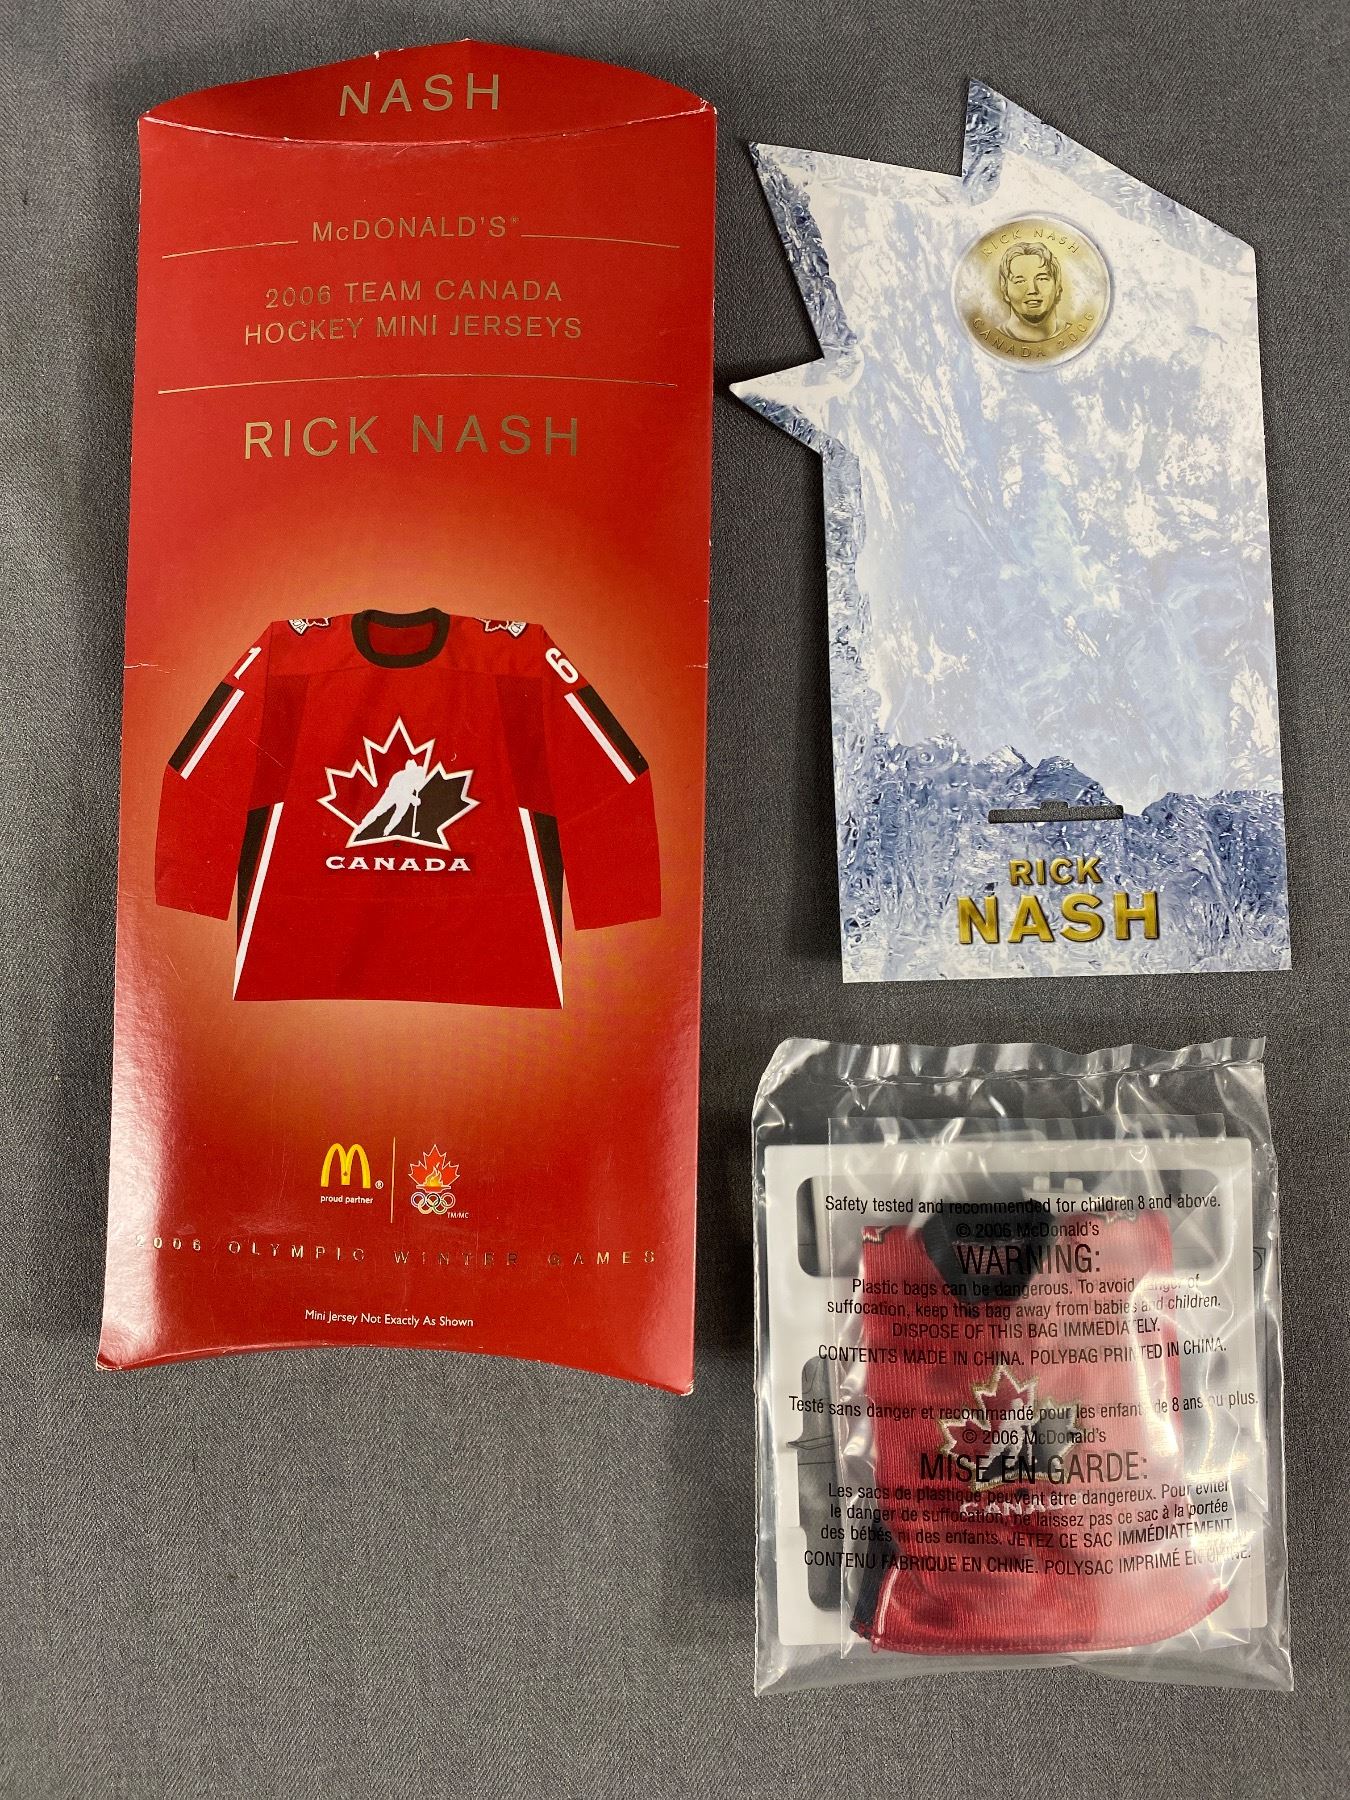 NASH
McDONALD'S®
2006 TEAM CANADA
HOCKEY MINI JERSEYS
RICK NASH
1 6
CANADA
proud partner ®
TM/MC
2006 OLYMPIC WINTER GAMES
Mini Jersey Not Exactly As Shown
RICK NASH
CANADA 2006
RICK
NASH
Safety tested and recommended for children 8 and above.
© 2006 McDonald's
WARNING:
Plastic bags can be dangerous. To avoid danger of
suffocation, keep this bag away from babies and children.
DISPOSE OF THIS BAG IMMEDIATELY.
CONTENTS MADE IN CHINA. POLYBAG PRINTED IN CHINA.
Testé sans danger et recommandé pour les enfants de 8 ans ou plus.
© 2006 McDonald's
MISE EN GARDE:
Les sacs de plastique peuvent être dangereux. Pour éviter
le danger de suffocation, ne laissez pas ce sac à la portée
des bébés ni des enfants. JETEZ CE SAC IMMÉDIATEMENT.
CONTENU FABRIQUÉ EN CHINE. POLYSAC IMPRIMÉ EN CHINE.
CANADA